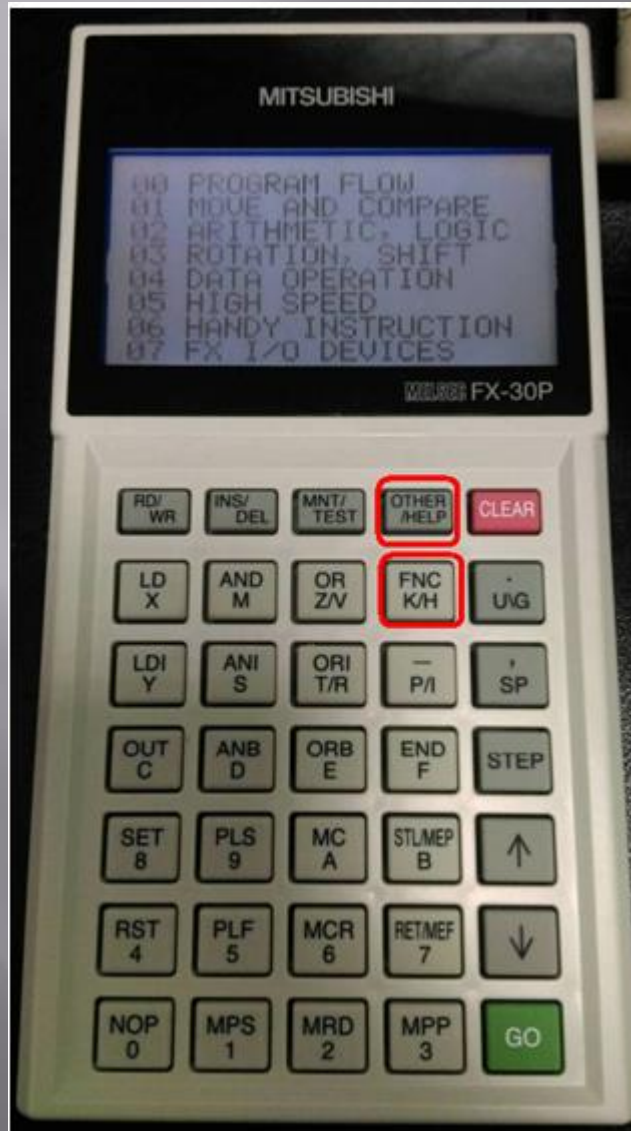 MITSUBISHI
00 PROGRAM FLOW
01 MOVE AND COMPARE
02 ARITHMETIC, LOGIC
03 ROTATION, SHIFT
04 DATA OPERATION
05 HIGH SPEED
06 HANDY INSTRUCTION
07 FX I/O DEVICES
MELSEC FX-30P
RD/ WR INS/ DEL MNT/ TEST OTHER /HELP CLEAR
LD X AND M OR Z/V FNC K/H · U\G
LDI Y ANI S ORI T/R — P/I , SP
OUT C ANB D ORB E END F STEP
SET 8 PLS 9 MC A STL/MEP B ↑
RST 4 PLF 5 MCR 6 RET/MEF 7 ↓
NOP 0 MPS 1 MRD 2 MPP 3 GO